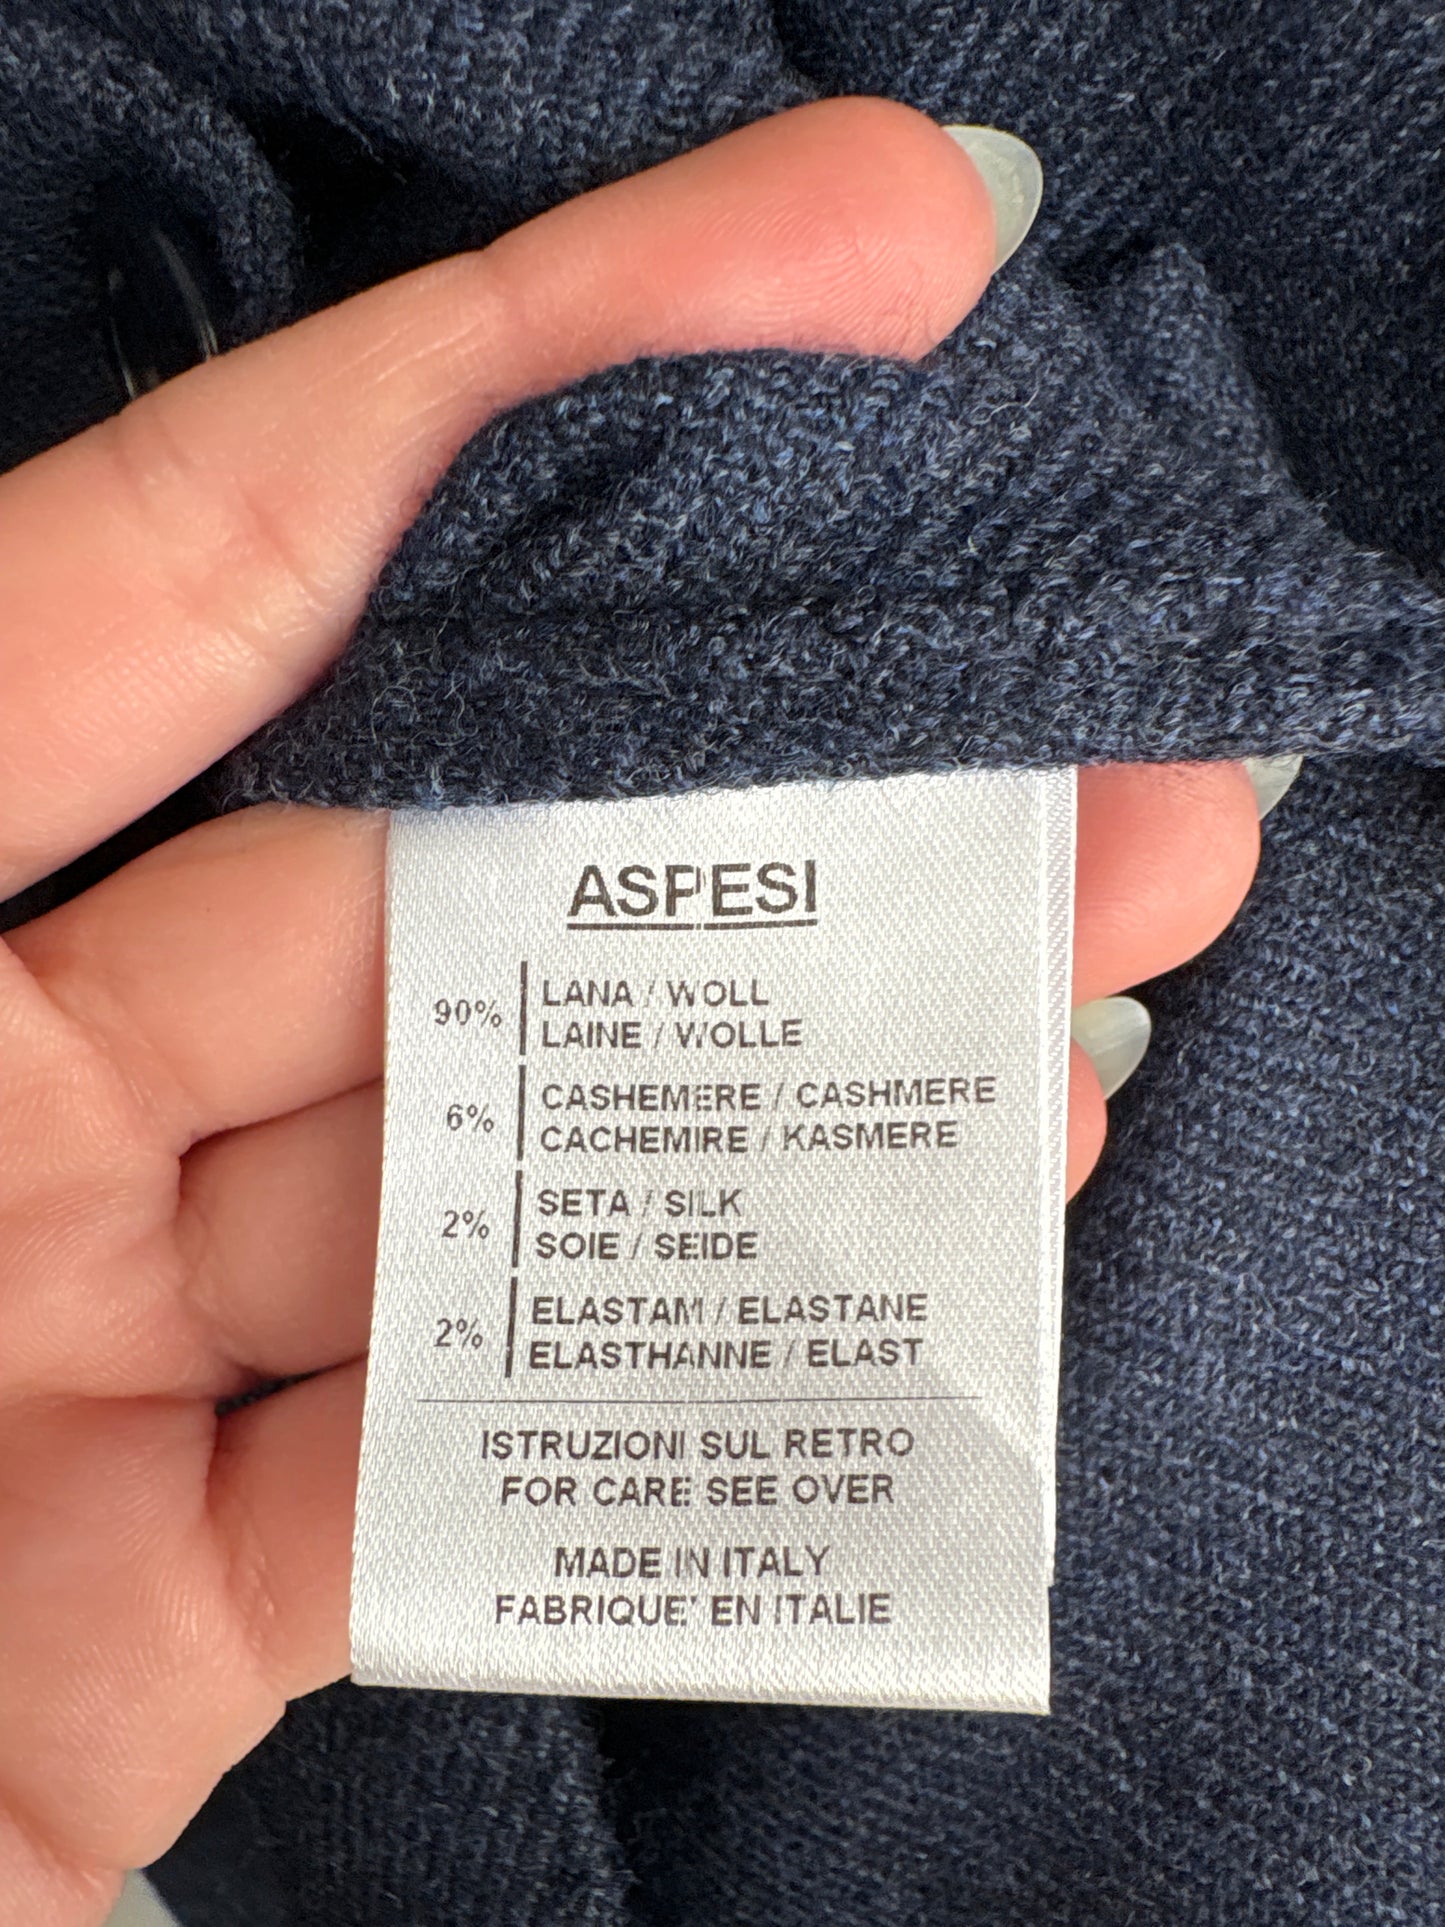 ASPESI
90%
LANA / WOLL
LAINE / WOLLE
6%
CASHEMERE / CASHMERE
CACHEMIRE / KASMERE
2%
SETA / SILK
SOIE / SEIDE
2%
ELASTAM / ELASTANE
ELASTHANNE / ELAST
ISTRUZIONI SUL RETRO
FOR CARE SEE OVER
MADE IN ITALY
FABRIQUE' EN ITALIE